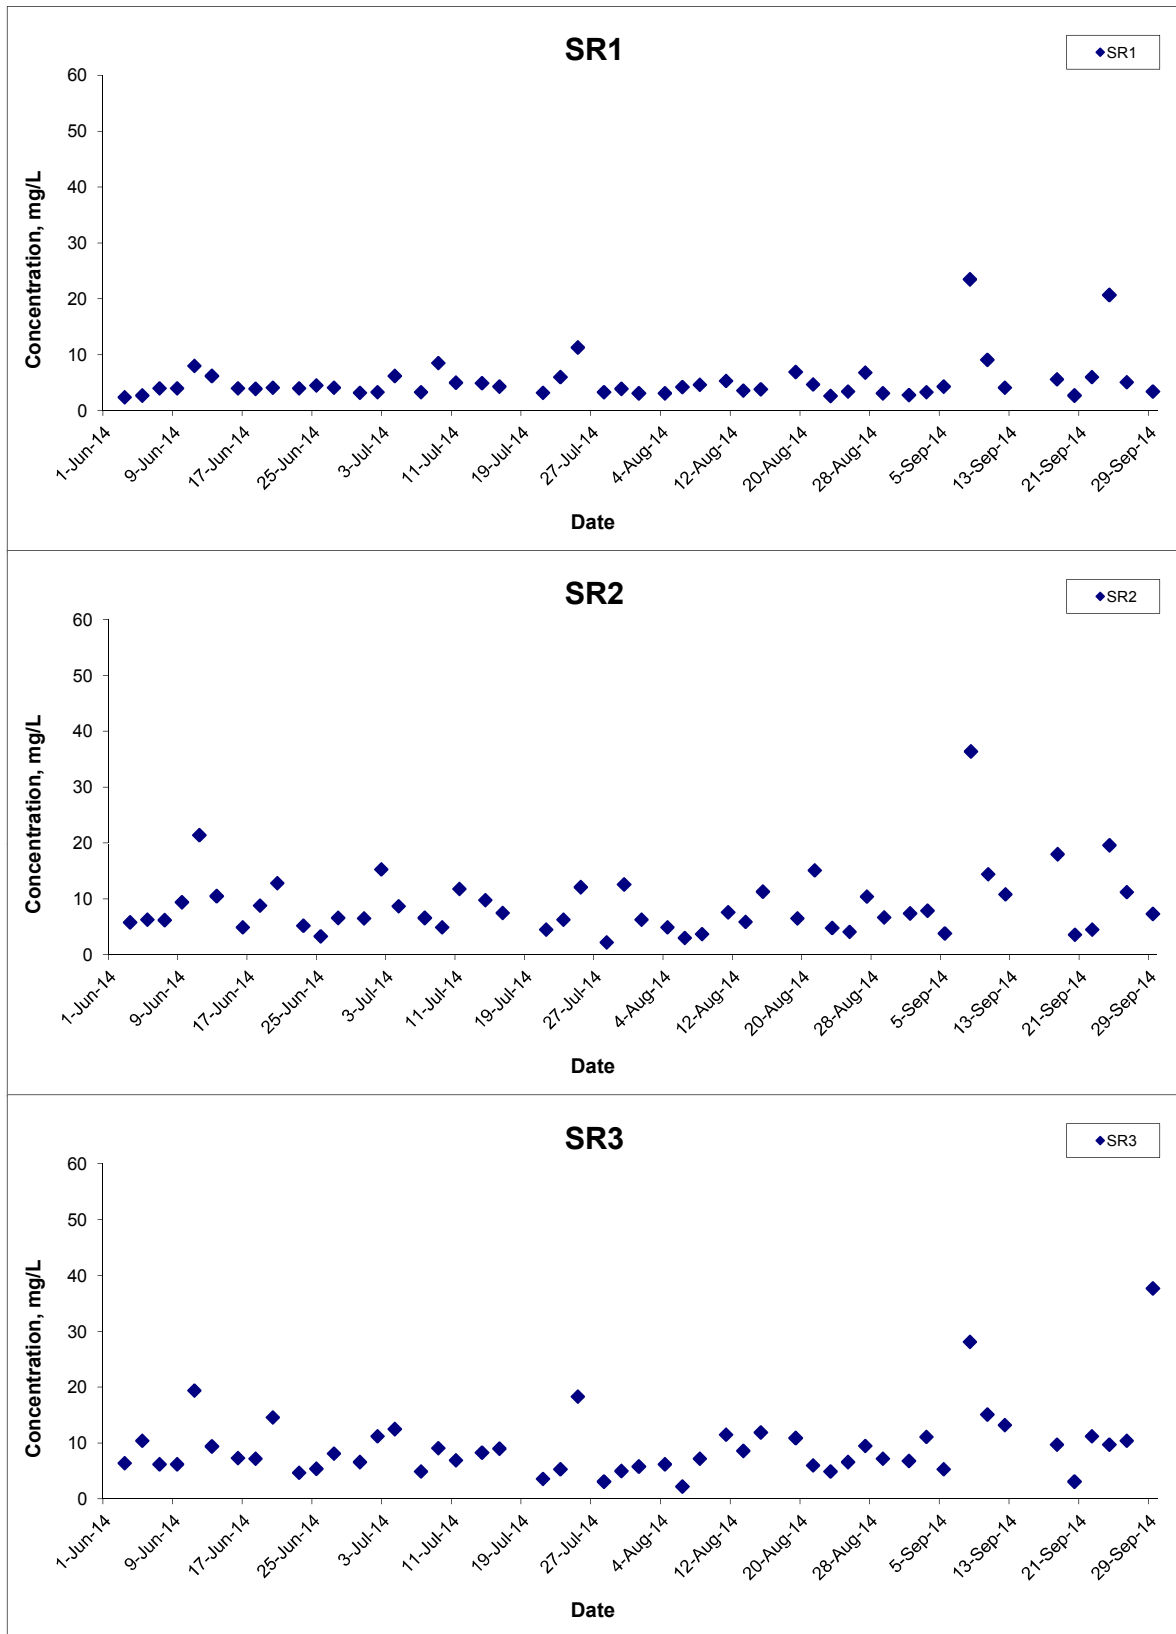 SR1
SR1
60
50
40
30
20
10
0
Concentration, mg/L
1-Jun-14 9-Jun-14 17-Jun-14 25-Jun-14 3-Jul-14 11-Jul-14 19-Jul-14 27-Jul-14 4-Aug-14 12-Aug-14 20-Aug-14 28-Aug-14 5-Sep-14 13-Sep-14 21-Sep-14 29-Sep-14
Date
SR2
SR2
60
50
40
30
20
10
0
Concentration, mg/L
1-Jun-14 9-Jun-14 17-Jun-14 25-Jun-14 3-Jul-14 11-Jul-14 19-Jul-14 27-Jul-14 4-Aug-14 12-Aug-14 20-Aug-14 28-Aug-14 5-Sep-14 13-Sep-14 21-Sep-14 29-Sep-14
Date
SR3
SR3
60
50
40
30
20
10
0
Concentration, mg/L
1-Jun-14 9-Jun-14 17-Jun-14 25-Jun-14 3-Jul-14 11-Jul-14 19-Jul-14 27-Jul-14 4-Aug-14 12-Aug-14 20-Aug-14 28-Aug-14 5-Sep-14 13-Sep-14 21-Sep-14 29-Sep-14
Date